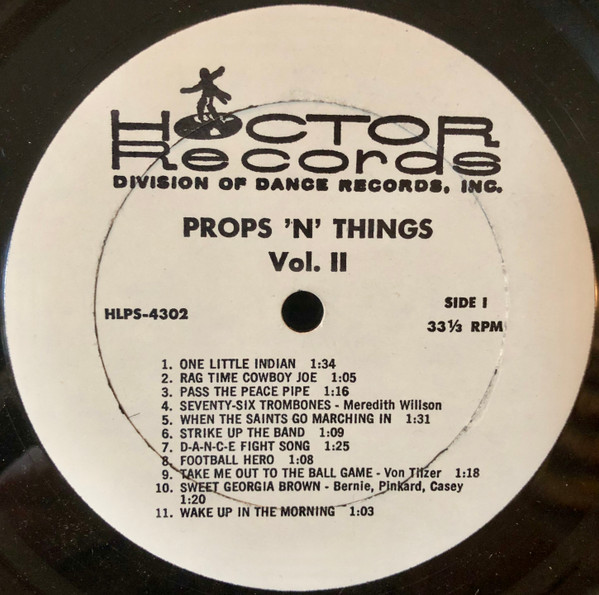 HOCTOR
Records
DIVISION OF DANCE RECORDS, INC.
PROPS 'N' THINGS
Vol. II
HLPS-4302
SIDE I
33⅓ RPM
1. ONE LITTLE INDIAN 1:34
2. RAG TIME COWBOY JOE 1:05
3. PASS THE PEACE PIPE 1:16
4. SEVENTY-SIX TROMBONES - Meredith Willson
5. WHEN THE SAINTS GO MARCHING IN 1:31
6. STRIKE UP THE BAND 1:09
7. D-A-N-C-E FIGHT SONG 1:25
8. FOOTBALL HERO 1:08
9. TAKE ME OUT TO THE BALL GAME - Von Tilzer 1:18
10. SWEET GEORGIA BROWN - Bernie, Pinkard, Casey
1:20
11. WAKE UP IN THE MORNING 1:03